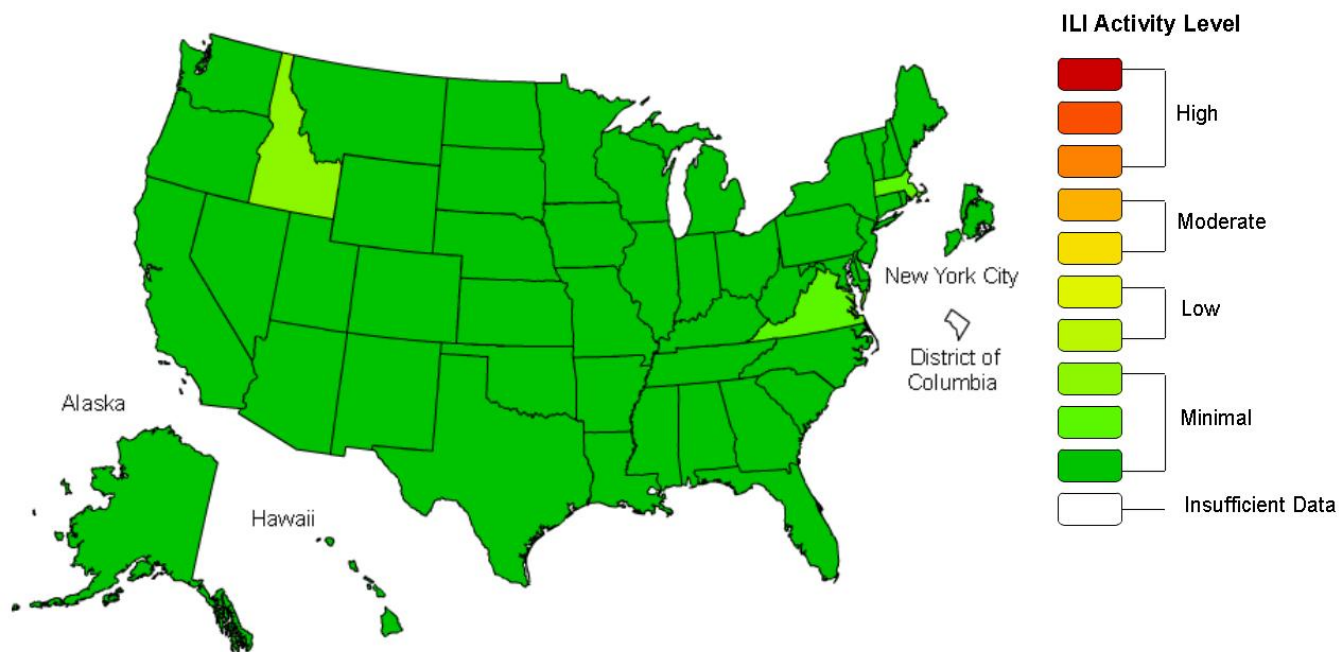 ILI Activity Level
High
Moderate
Low
Minimal
Insufficient Data
New York City
District of
Columbia
Alaska
Hawaii